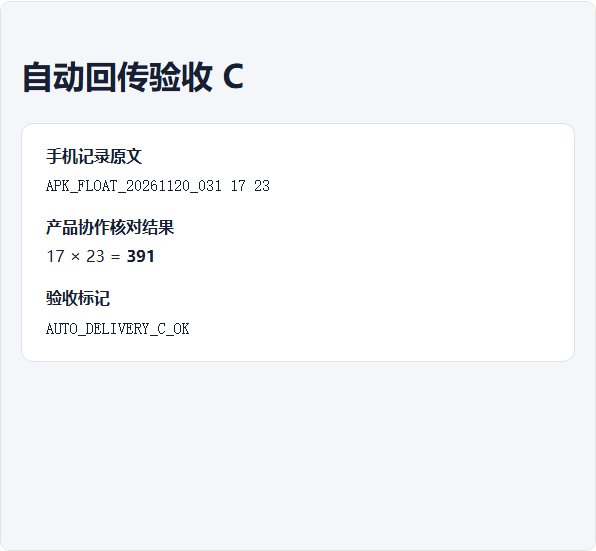 自动回传验收 C
手机记录原文
APK_FLOAT_20261120_031 17 23
产品协作核对结果
17 × 23 = 391
验收标记
AUTO_DELIVERY_C_OK